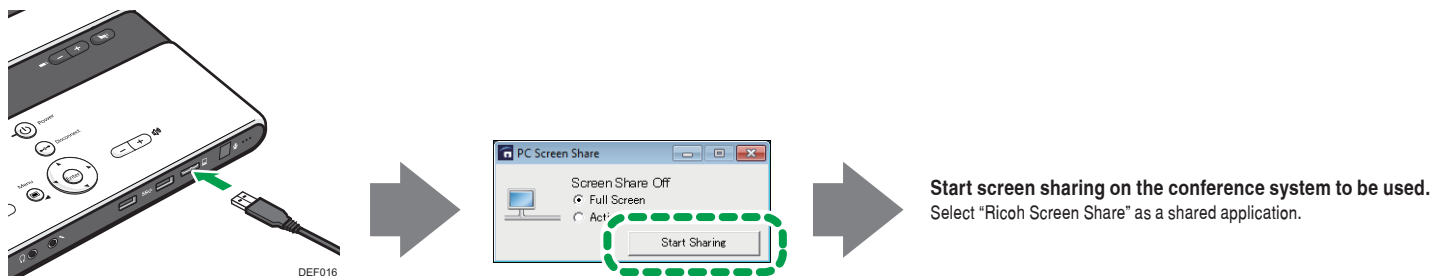 Power
Disconnect
Menu
Enter
DEF016
PC Screen Share
Screen Share Off
Full Screen
Acti
Start Sharing
Start screen sharing on the conference system to be used.
Select “Ricoh Screen Share” as a shared application.